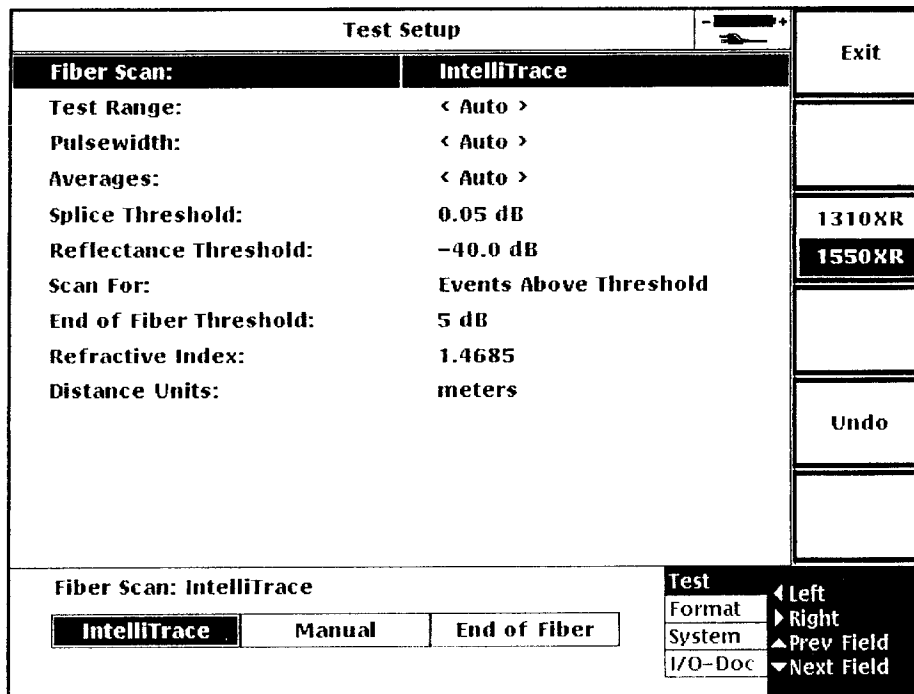 Test Setup
- +
Exit
Fiber Scan: IntelliTrace
Test Range: < Auto >
Pulsewidth: < Auto >
Averages: < Auto >
Splice Threshold: 0.05 dB
Reflectance Threshold: -40.0 dB
Scan For: Events Above Threshold
End of Fiber Threshold: 5 dB
Refractive Index: 1.4685
Distance Units: meters
1310XR
1550XR
Undo
Fiber Scan: IntelliTrace
IntelliTrace Manual End of Fiber
Test
Format
System
I/O-Doc
Left
Right
Prev Field
Next Field